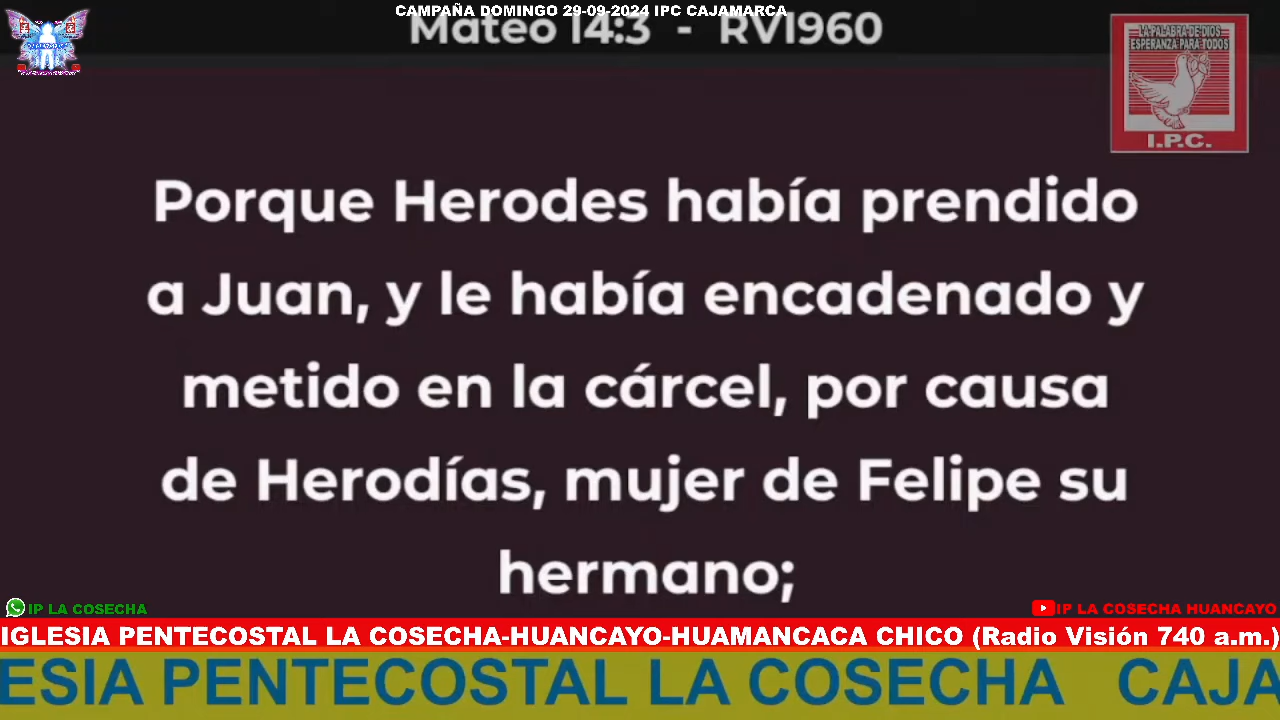 CAMPAÑA DOMINGO 29-09-2024 IPC CAJAMARCA
Mateo 14:3 - RV1960
LA PALABRA DE DIOS
ESPERANZA PARA TODOS
I.P.C.
Porque Herodes había prendido
a Juan, y le había encadenado y
metido en la cárcel, por causa
de Herodías, mujer de Felipe su
hermano;
IP LA COSECHA
IP LA COSECHA HUANCAYO
IGLESIA PENTECOSTAL LA COSECHA-HUANCAYO-HUAMANCACA CHICO (Radio Visión 740 a.m.)
ESIA PENTECOSTAL LA COSECHA CAJA